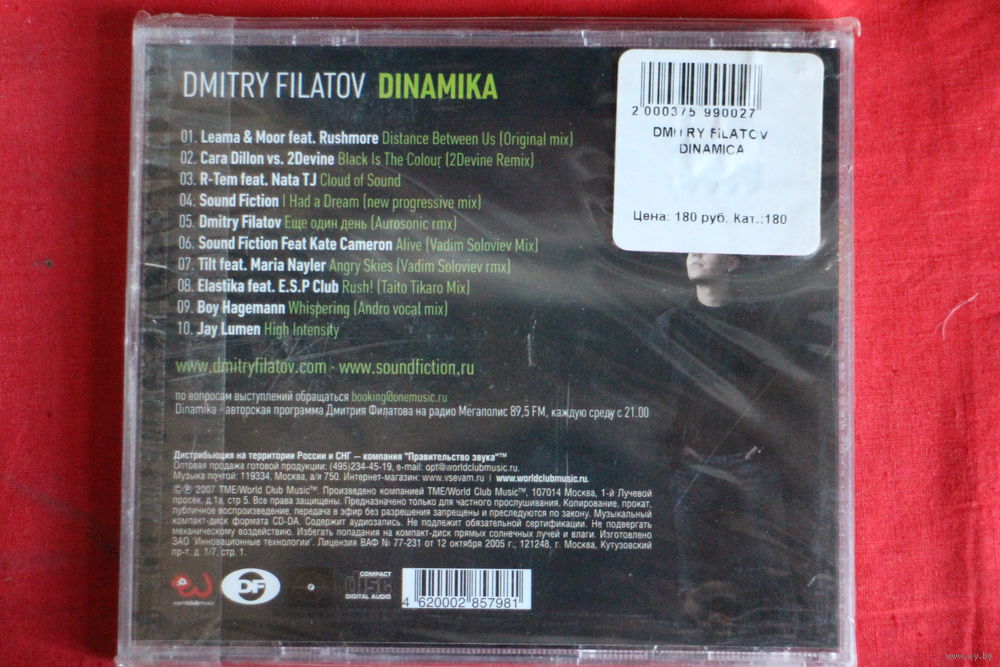 DMITRY FILATOV DINAMIKA
01. Leama & Moor feat. Rushmore Distance Between Us (Original mix)
02. Cara Dillon vs. 2Devine Black Is The Colour (2Devine Remix)
03. R-Tem feat. Nata TJ Cloud of Sound
04. Sound Fiction I Had a Dream (new progressive mix)
05. Dmitry Filatov Еще один день (Aurosonic rmx)
06. Sound Fiction Feat Kate Cameron Alive (Vadim Soloviev Mix)
07. Tilt feat. Maria Nayler Angry Skies (Vadim Soloviev rmx)
08. Elastika feat. E.S.P Club Rush! (Taito Tikaro Mix)
09. Boy Hagemann Whispering (Andro vocal mix)
10. Jay Lumen High Intensity
www.dmitryfilatov.com · www.soundfiction.ru
по вопросам выступлений обращаться booking@onemusic.ru
Dinamika - авторская программа Дмитрия Филатова на радио Мегаполис 89,5 FM, каждую среду с 21.00
Дистрибьюция на территории России и СНГ — компания "Правительство звука"™
Оптовая продажа готовой продукции: (495)234-45-19, e-mail: opt@worldclubmusic.ru.
Музыка почтой: 119334, Москва, а/я 750. Интернет-магазин: www.vsevam.ru | www.worldclubmusic.ru
©℗ 2007 TME/World Club Music™. Произведено компанией TME/World Club Music™, 107014 Москва, 1-й Лучевой
просек, д.1а, стр 5. Все права защищены. Предназначено только для частного прослушивания. Копирование, прокат,
публичное воспроизведение, передача в эфир без разрешения запрещены и преследуются по закону. Музыкальный
компакт-диск формата CD-DA. Содержит аудиозапись. Не подлежит обязательной сертификации. Не подвергать
механическому воздействию. Избегать попадания на компакт-диск прямых солнечных лучей и влаги. Изготовлено
ЗАО "Инновационные технологии". Лицензия ВАФ № 77-231 от 12 октября 2005 г., 121248, г. Москва, Кутузовский
пр-т. д. 1/7, стр. 1.
worldclubmusic
DF
COMPACT
disc
DIGITAL AUDIO
4 620002 857981
2 000375 990027
DMI RY FILATOV
DINAMICA
Цена: 180 руб. Кат.:180
www.ay.by